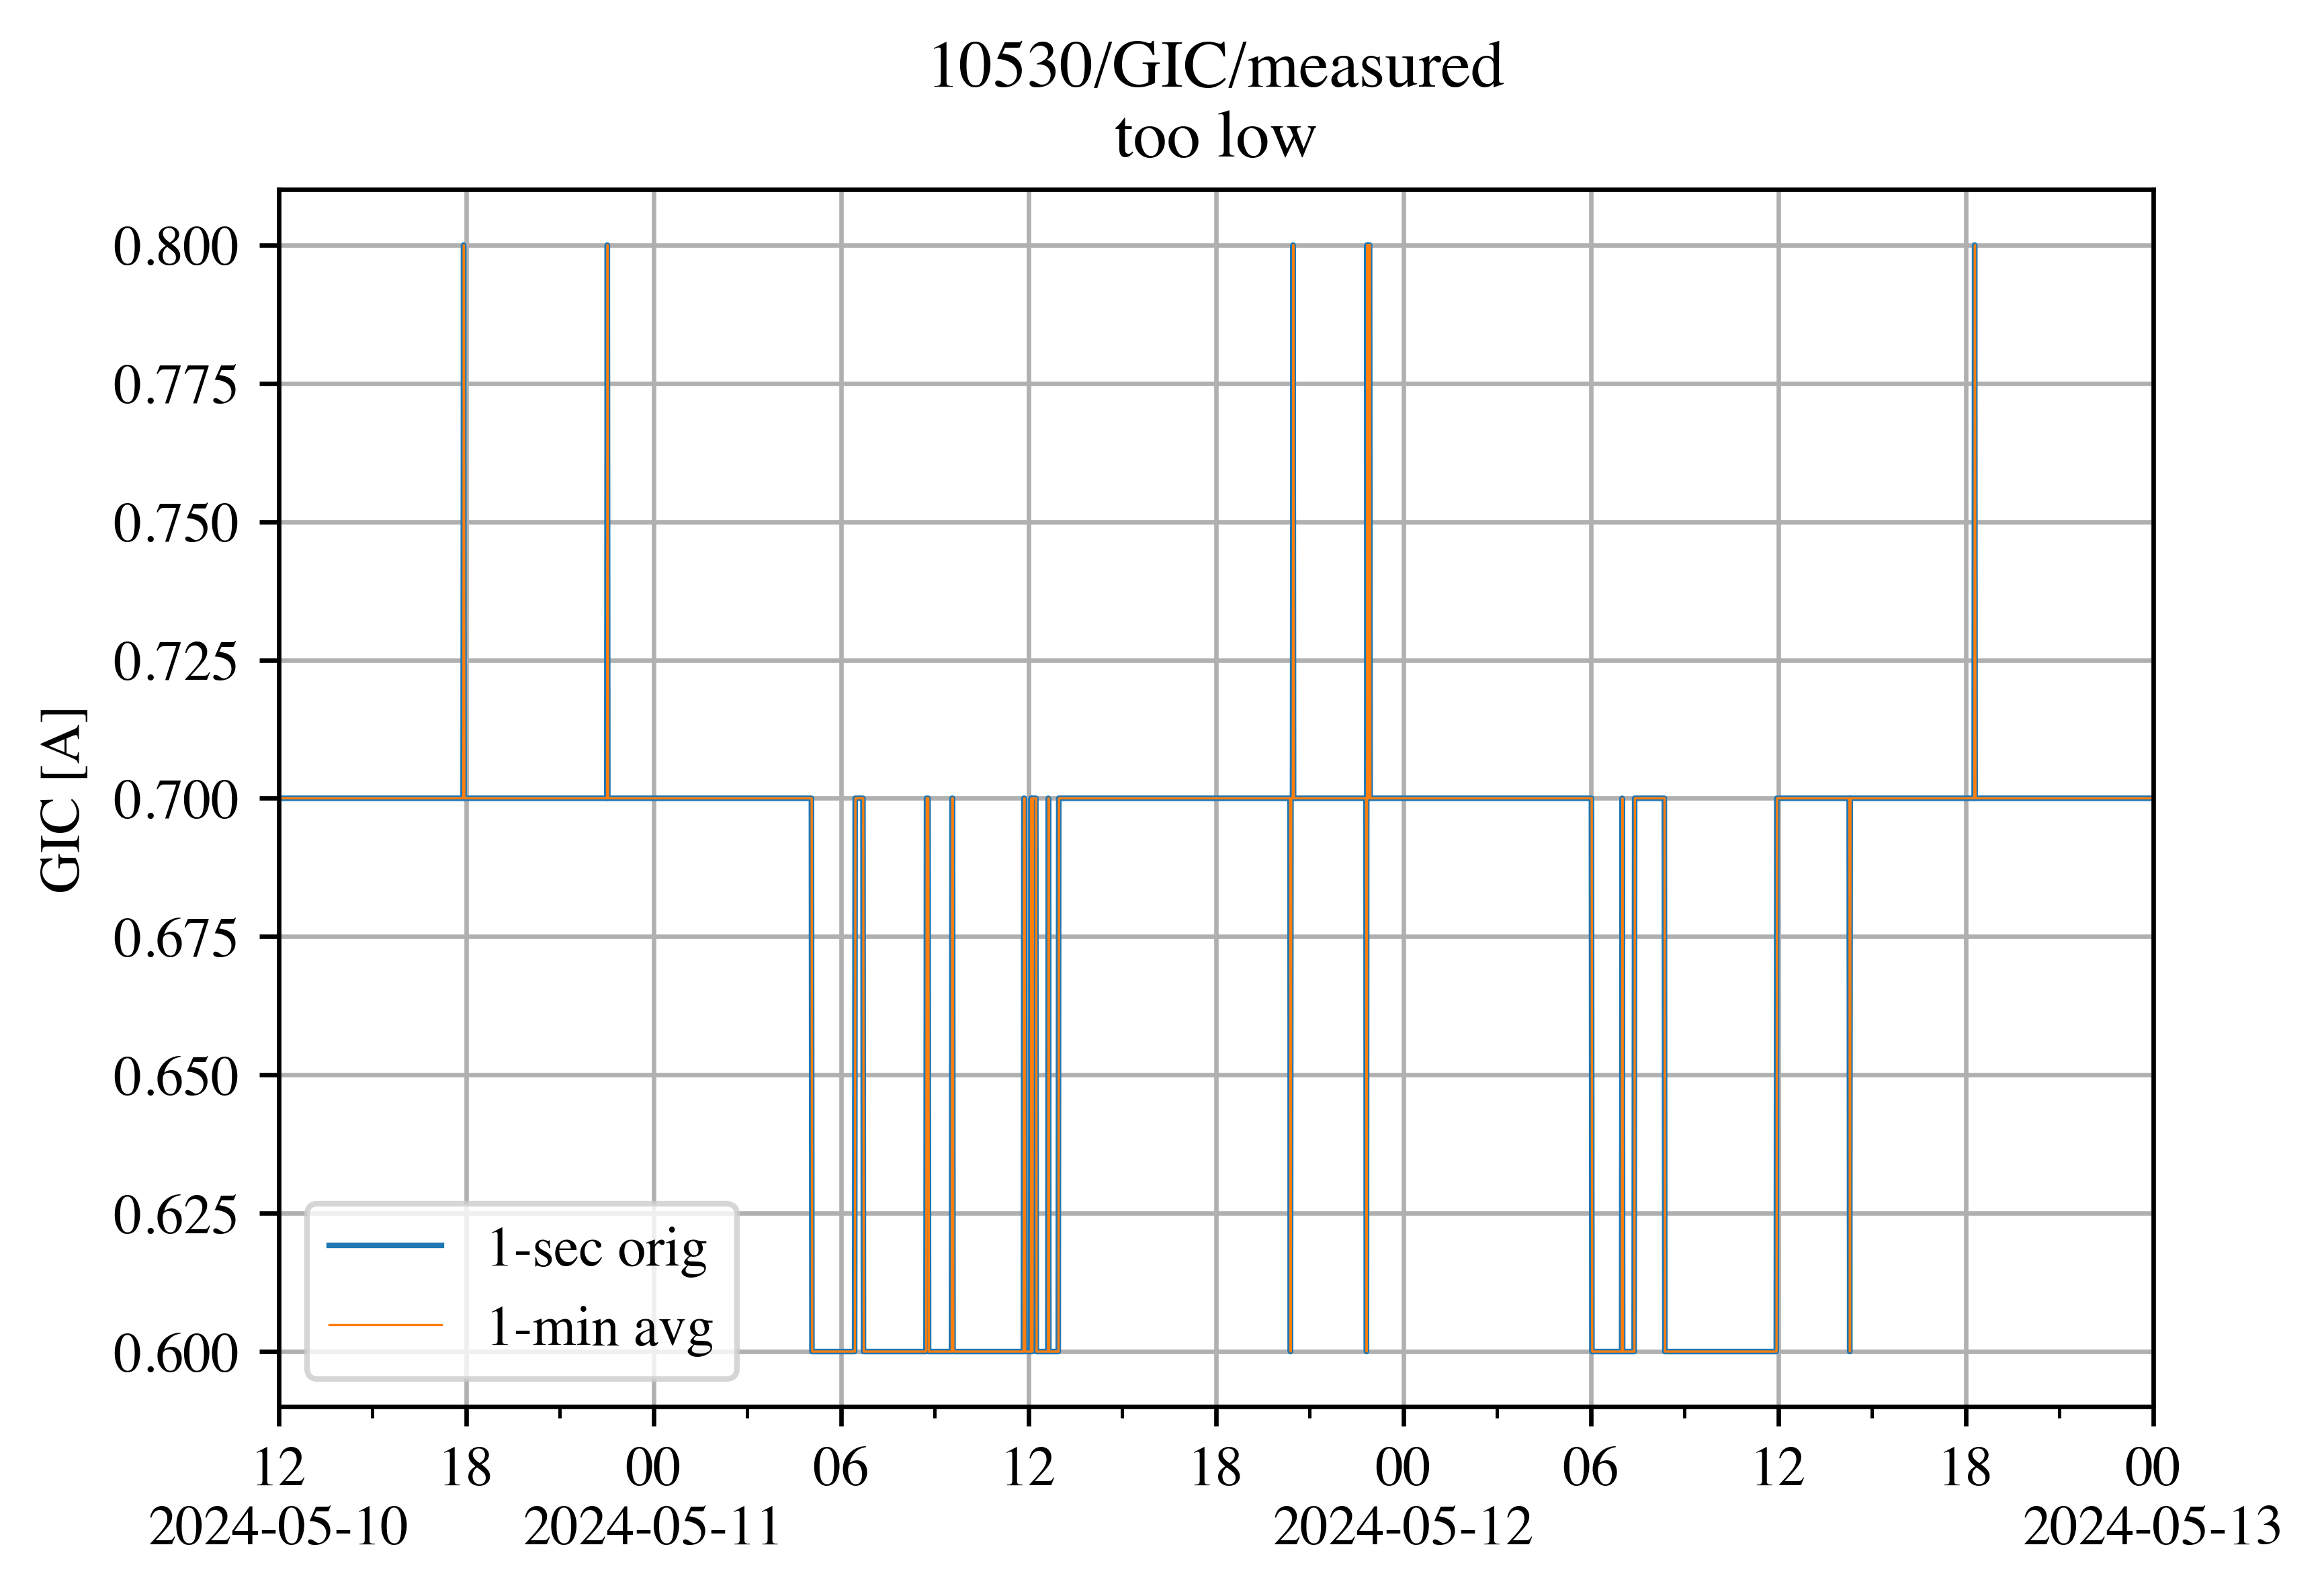 10530/GIC/measured
too low
GIC [A]
0.800
0.775
0.750
0.725
0.700
0.675
0.650
0.625
0.600
1-sec orig
1-min avg
12 18 00 06 12 18 00 06 12 18 00
2024-05-10 2024-05-11 2024-05-12 2024-05-13